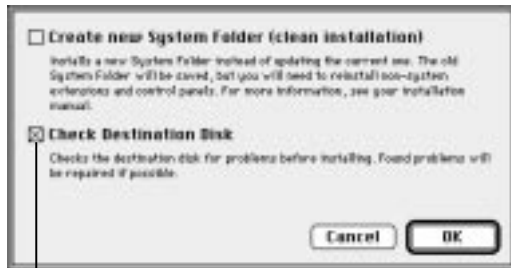 Create new System Folder (clean installation)
Installs a new System Folder instead of updating the current one. The old
System Folder will be saved, but you will need to reinstall non-system
extensions and control panels. For more information, see your installation
manual.
Check Destination Disk
Checks the destination disk for problems before installing. Found problems will
be repaired if possible.
Cancel OK